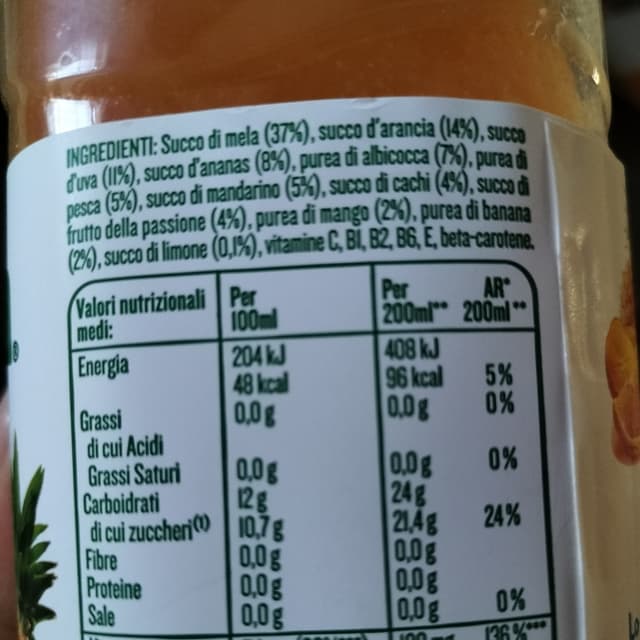 INGREDIENTI: Succo di mela (37%), succo d'arancia (14%), succo
d'uva (11%), succo d'ananas (8%), purea di albicocca (7%), purea di
pesca (5%), succo di mandarino (5%), succo di cachi (4%), succo di
frutto della passione (4%), purea di mango (2%), purea di banana
(2%), succo di limone (0,1%), vitamine C, B1, B2, B6, E, beta-carotene.
Valori nutrizionali medi: Per 100ml Per 200ml** AR* 200ml**
Energia 204 kJ 408 kJ
48 kcal 96 kcal 5%
Grassi 0,0 g 0,0 g 0%
di cui Acidi
Grassi Saturi 0,0 g 0,0 g 0%
Carboidrati 12 g 24 g
di cui zuccheri(1) 10,7 g 21,4 g 24%
Fibre 0,0 g 0,0 g
Proteine 0,0 g 0,0 g
Sale 0,0 g 0,0 g 0%
136%***